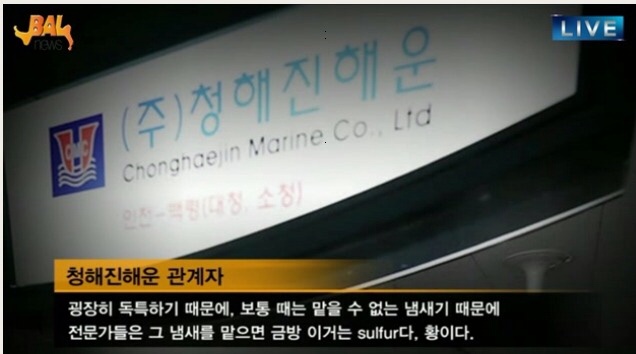 BAL
news
LIVE
(주)청해진해운
Chonghaejin Marine Co., Ltd
CMC
인천-백령(대청, 소청)
청해진해운 관계자
굉장히 독특하기 때문에, 보통 때는 맡을 수 없는 냄새기 때문에
전문가들은 그 냄새를 맡으면 금방 이거는 sulfur다, 황이다.